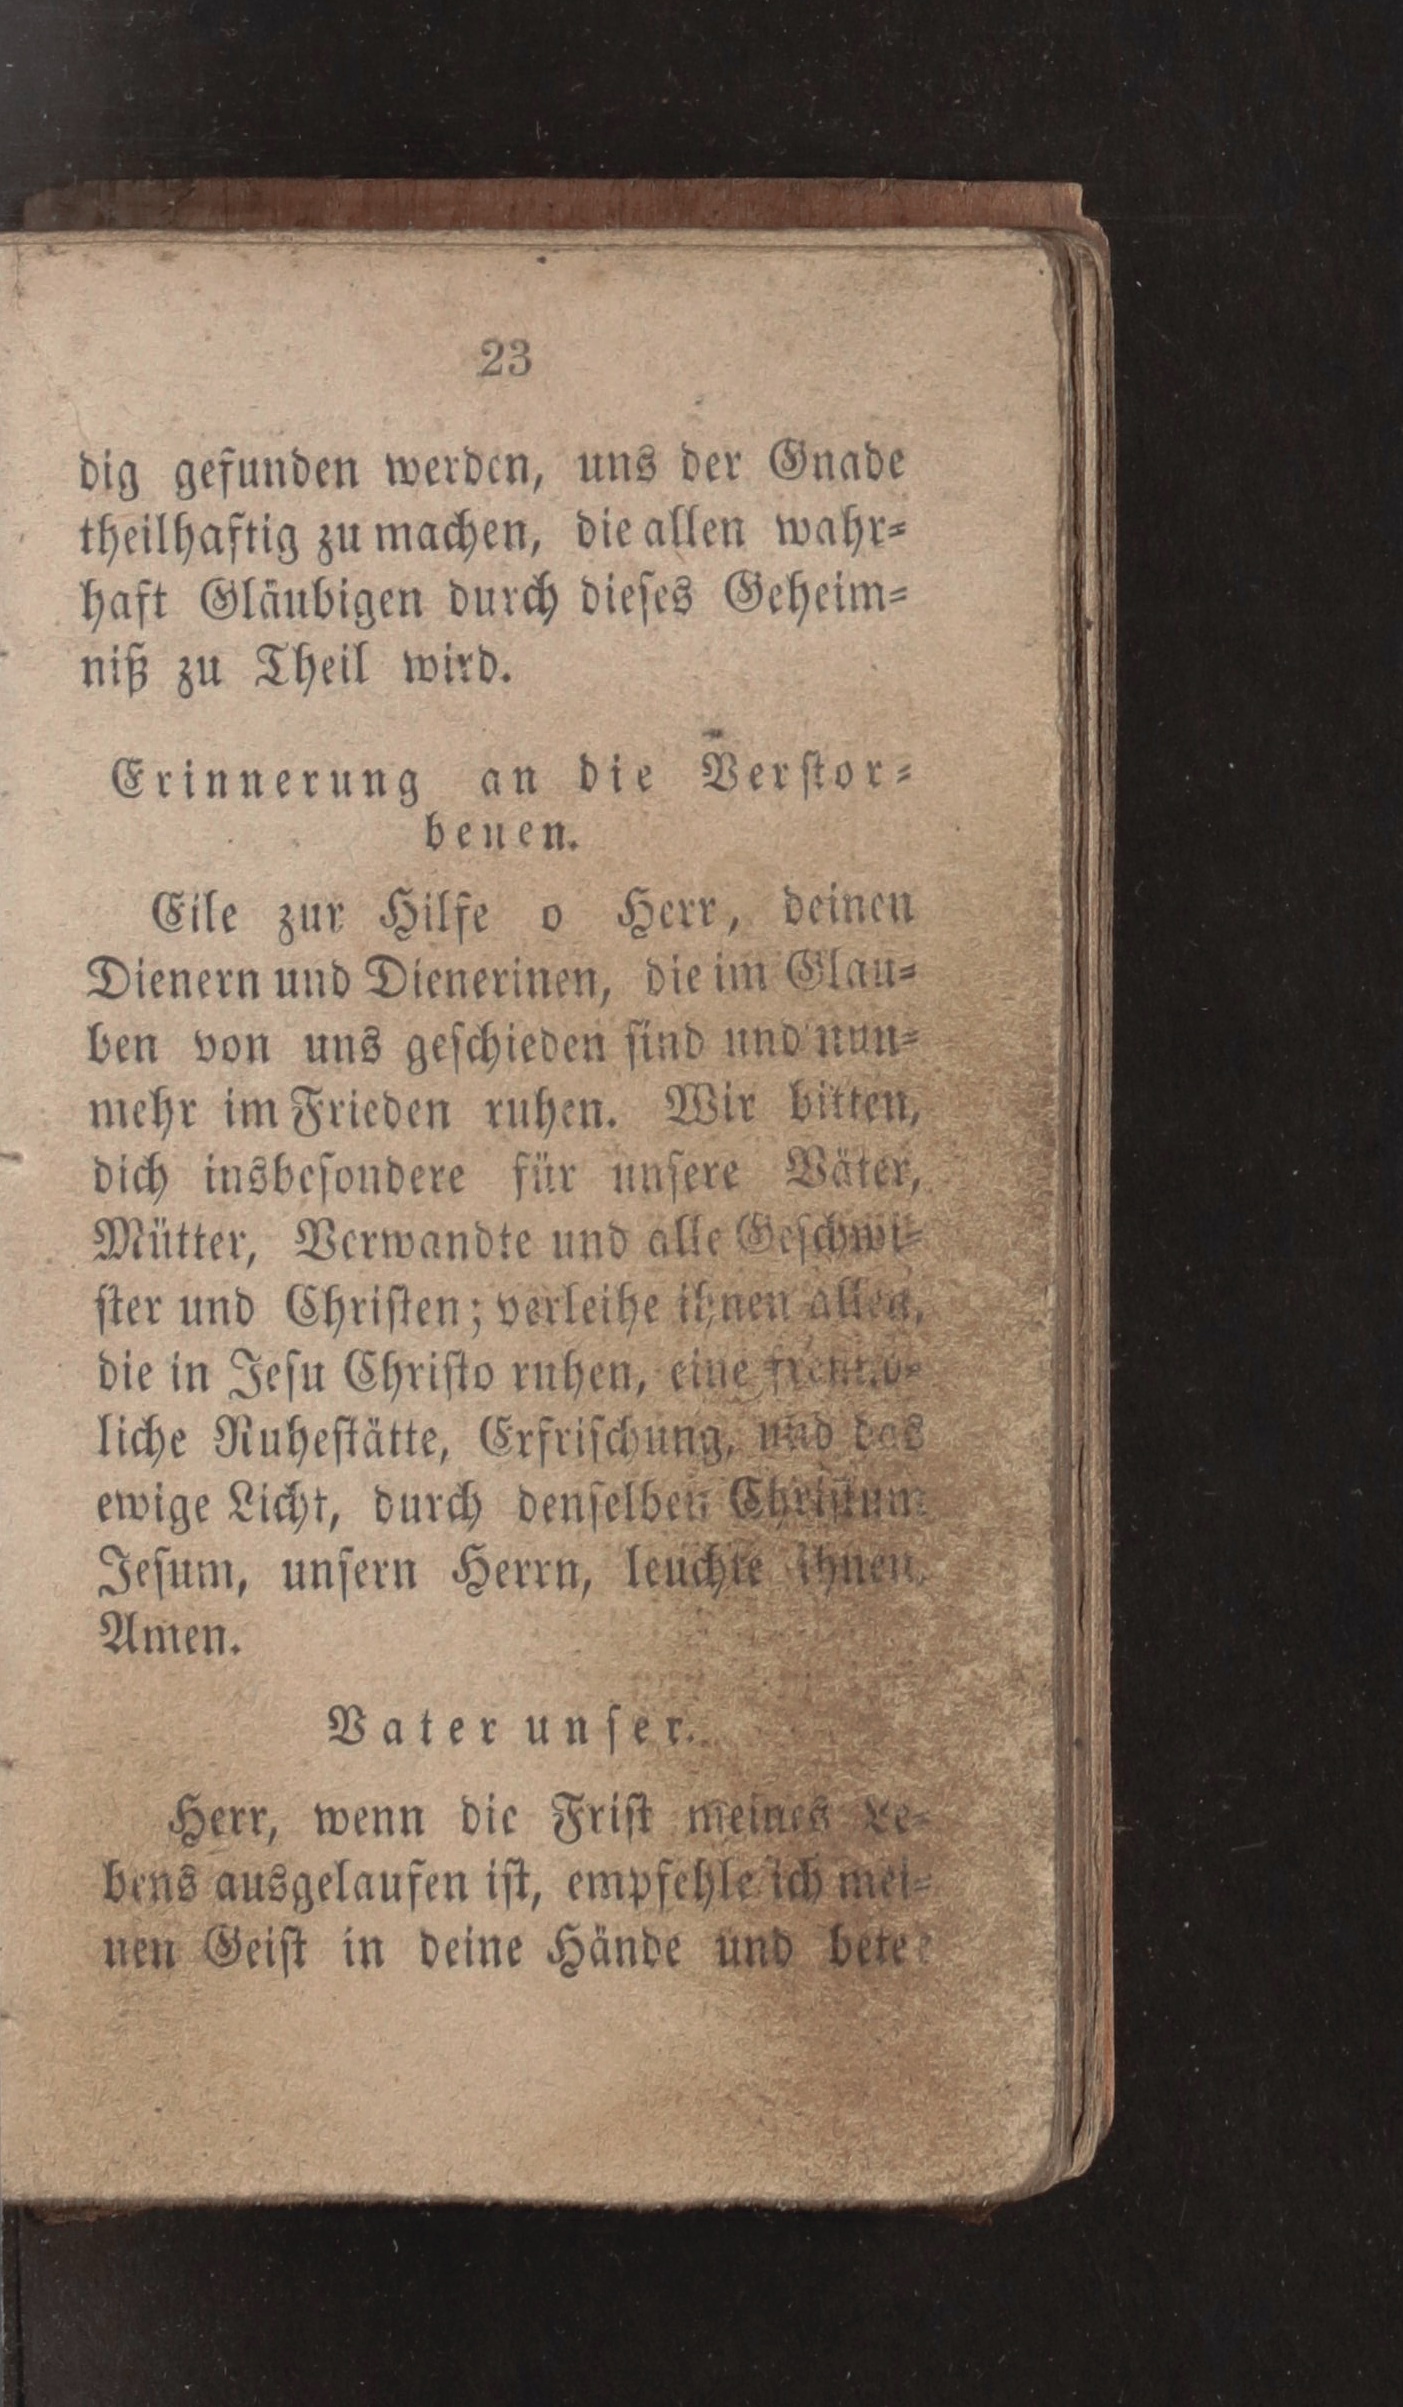 23
dig gefunden werden, uns der Gnade
theilhaftig zu machen, die allen wahr-
haft Gläubigen durch dieses Geheim-
niß zu Theil wird.
Erinnerung an die Verstor-
benen.
Eile zur Hilfe o Herr, deinen
Dienern und Dienerinen, die im Glau-
ben von uns geschieden sind und nun-
mehr im Frieden ruhen. Wir bitten,
dich insbesondere für unsere Väter,
Mütter, Verwandte und alle Geschwi-
ster und Christen; verleihe ihnen allen,
die in Jesu Christo ruhen, eine freund-
liche Ruhestätte, Erfrischung, und das
ewige Licht, durch denselben Christum
Jesum, unsern Herrn, leuchte ihnen.
Amen.
Vater unser.
Herr, wenn die Frist meines Le-
bens ausgelaufen ist, empfehle ich mei-
nen Geist in deine Hände und bete